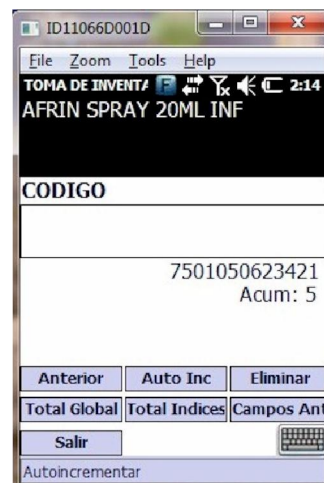 ID11066D001D
File Zoom Tools Help
TOMA DE INVENTA 2:14
AFRIN SPRAY 20ML INF
CODIGO
7501050623421
Acum: 5
Anterior Auto Inc Eliminar
Total Global Total Indices Campos Ant
Salir
Autoincrementar